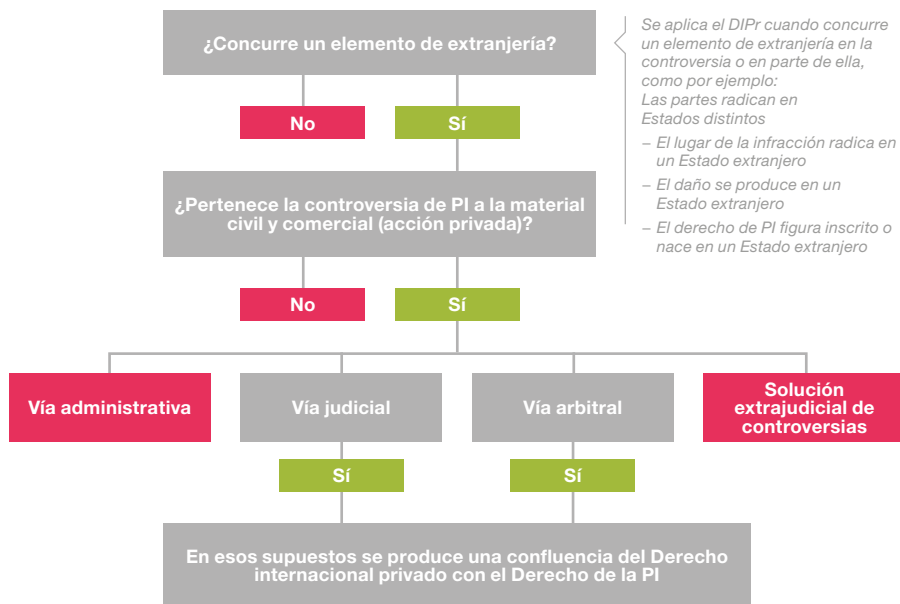 ¿Concurre un elemento de extranjería?
Se aplica el DIPr cuando concurre
un elemento de extranjería en la
controversia o en parte de ella,
como por ejemplo:
Las partes radican en
Estados distintos
– El lugar de la infracción radica en
un Estado extranjero
– El daño se produce en un
Estado extranjero
– El derecho de PI figura inscrito o
nace en un Estado extranjero
No
Sí
¿Pertenece la controversia de PI a la material
civil y comercial (acción privada)?
No
Sí
Vía administrativa
Vía judicial
Vía arbitral
Solución
extrajudicial de
controversias
Sí
Sí
En esos supuestos se produce una confluencia del Derecho
internacional privado con el Derecho de la PI